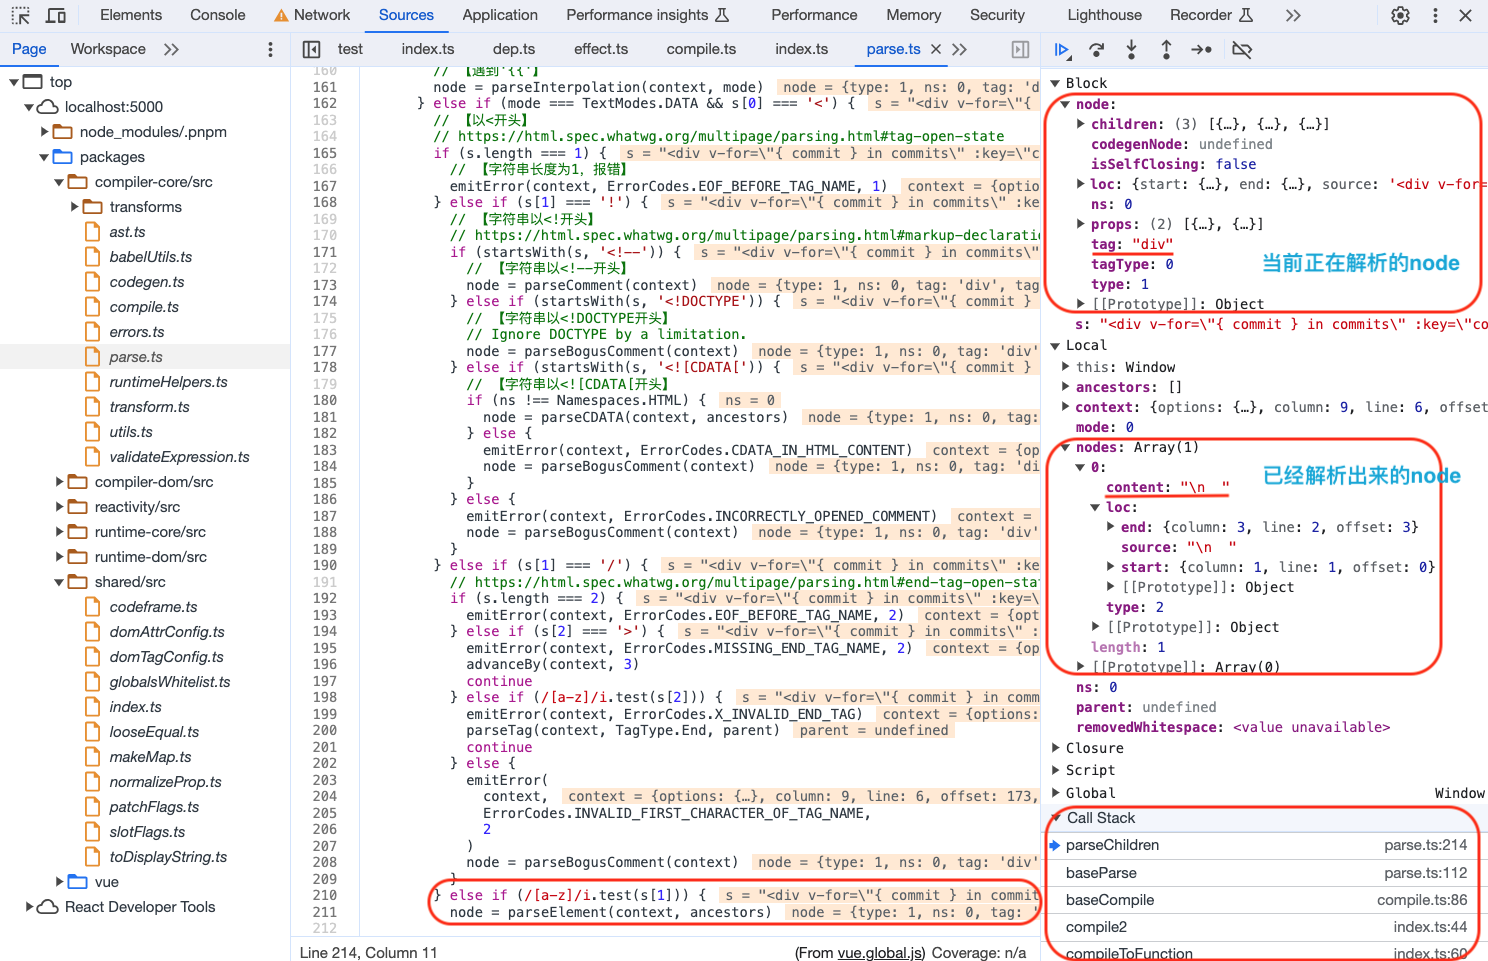 Elements Console Network Sources Application Performance insights Performance Memory Security Lighthouse Recorder
Page Workspace
test index.ts dep.ts effect.ts compile.ts index.ts parse.ts
top
localhost:5000
node_modules/.pnpm
packages
compiler-core/src
transforms
ast.ts
babelUtils.ts
codegen.ts
compile.ts
errors.ts
parse.ts
runtimeHelpers.ts
transform.ts
utils.ts
validateExpression.ts
compiler-dom/src
reactivity/src
runtime-core/src
runtime-dom/src
shared/src
codeframe.ts
domAttrConfig.ts
domTagConfig.ts
globalsWhitelist.ts
index.ts
looseEqual.ts
makeMap.ts
normalizeProp.ts
patchFlags.ts
slotFlags.ts
toDisplayString.ts
vue
React Developer Tools
160 // 【遇到'{{'】
161 node = parseInterpolation(context, mode) node = {type: 1, ns: 0, tag: 'd
162 } else if (mode === TextModes.DATA && s[0] === '<') { s = "<div v-for=\"{
163 // 【以<开头】
164 // https://html.spec.whatwg.org/multipage/parsing.html#tag-open-state
165 if (s.length === 1) { s = "<div v-for=\"{ commit } in commits\" :key=\"c
166 // 【字符串长度为1，报错】
167 emitError(context, ErrorCodes.EOF_BEFORE_TAG_NAME, 1) context = {optio
168 } else if (s[1] === '!') { s = "<div v-for=\"{ commit } in commits\" :ke
169 // 【字符串以<!开头】
170 // https://html.spec.whatwg.org/multipage/parsing.html#markup-declaratio
171 if (startsWith(s, '<!--')) { s = "<div v-for=\"{ commit } in commits\"
172 // 【字符串以<!--开头】
173 node = parseComment(context) node = {type: 1, ns: 0, tag: 'div', tag
174 } else if (startsWith(s, '<!DOCTYPE')) { s = "<div v-for=\"{ commit }
175 // 【字符串以<!DOCTYPE开头】
176 // Ignore DOCTYPE by a limitation.
177 node = parseBogusComment(context) node = {type: 1, ns: 0, tag: 'div'
178 } else if (startsWith(s, '<![CDATA[')) { s = "<div v-for=\"{ commit }
179 // 【字符串以<![CDATA[开头】
180 if (ns !== Namespaces.HTML) { ns = 0
181 node = parseCDATA(context, ancestors) node = {type: 1, ns: 0, tag:
182 } else {
183 emitError(context, ErrorCodes.CDATA_IN_HTML_CONTENT) context = {op
184 node = parseBogusComment(context) node = {type: 1, ns: 0, tag: 'di
185 }
186 } else {
187 emitError(context, ErrorCodes.INCORRECTLY_OPENED_COMMENT) context =
188 node = parseBogusComment(context) node = {type: 1, ns: 0, tag: 'div'
189 }
190 } else if (s[1] === '/') { s = "<div v-for=\"{ commit } in commits\" :ke
191 // https://html.spec.whatwg.org/multipage/parsing.html#end-tag-open-sta
192 if (s.length === 2) { s = "<div v-for=\"{ commit } in commits\" :key=\
193 emitError(context, ErrorCodes.EOF_BEFORE_TAG_NAME, 2) context = {opt
194 } else if (s[2] === '>') { s = "<div v-for=\"{ commit } in commits\" :
195 emitError(context, ErrorCodes.MISSING_END_TAG_NAME, 2) context = {op
196 advanceBy(context, 3)
197 continue
198 } else if (/[a-z]/i.test(s[2])) { s = "<div v-for=\"{ commit } in comm
199 emitError(context, ErrorCodes.X_INVALID_END_TAG) context = {options:
200 parseTag(context, TagType.End, parent) parent = undefined
201 continue
202 } else {
203 emitError(
204 context, context = {options: {…}, column: 9, line: 6, offset: 173,
205 ErrorCodes.INVALID_FIRST_CHARACTER_OF_TAG_NAME,
206 2
207 )
208 node = parseBogusComment(context) node = {type: 1, ns: 0, tag: 'div'
209 }
210 } else if (/[a-z]/i.test(s[1])) { s = "<div v-for=\"{ commit } in commit
211 node = parseElement(context, ancestors) node = {type: 1, ns: 0, tag: '
212
Line 214, Column 11 (From vue.global.js) Coverage: n/a
Block
node:
children: (3) [{…}, {…}, {…}]
codegenNode: undefined
isSelfClosing: false
loc: {start: {…}, end: {…}, source: '<div v-for=
ns: 0
props: (2) [{…}, {…}]
tag: "div"
tagType: 0
当前正在解析的node
type: 1
[[Prototype]]: Object
s: "<div v-for=\"{ commit } in commits\" :key=\"co
Local
this: Window
ancestors: []
context: {options: {…}, column: 9, line: 6, offset
mode: 0
nodes: Array(1)
0:
已经解析出来的node
content: "\n  "
loc:
end: {column: 3, line: 2, offset: 3}
source: "\n  "
start: {column: 1, line: 1, offset: 0}
[[Prototype]]: Object
type: 2
[[Prototype]]: Object
length: 1
[[Prototype]]: Array(0)
ns: 0
parent: undefined
removedWhitespace: <value unavailable>
Closure
Script
Global Window
Call Stack
parseChildren parse.ts:214
baseParse parse.ts:112
baseCompile compile.ts:86
compile2 index.ts:44
compileToFunction index.ts:60